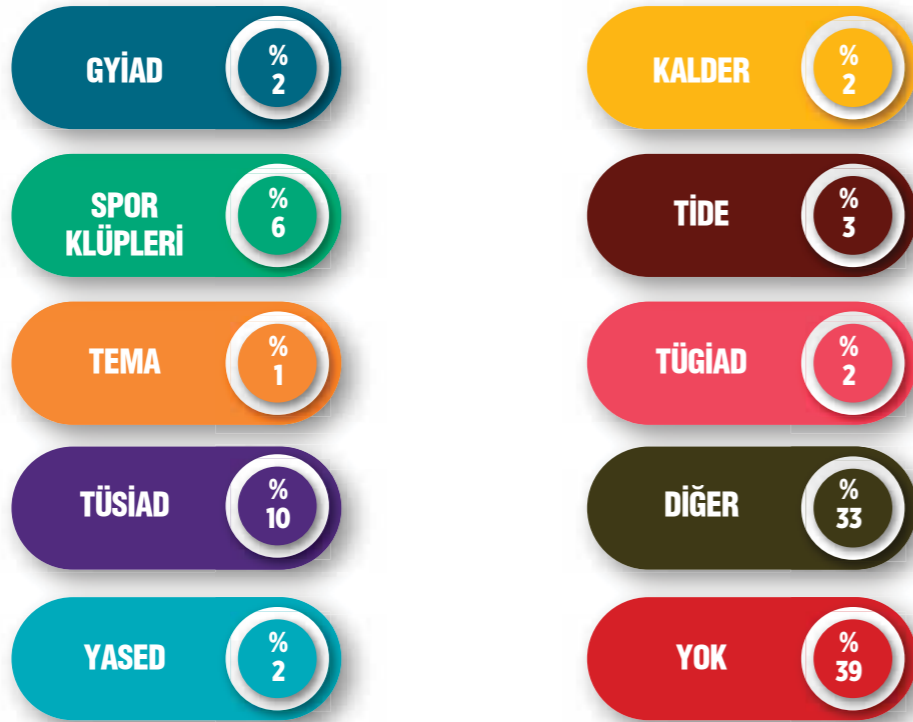 GYİAD
%
2
SPOR
KLÜPLERİ
%
6
TEMA
%
1
TÜSİAD
%
10
YASED
%
2
KALDER
%
2
TİDE
%
3
TÜGİAD
%
2
DİĞER
%
33
YOK
%
39